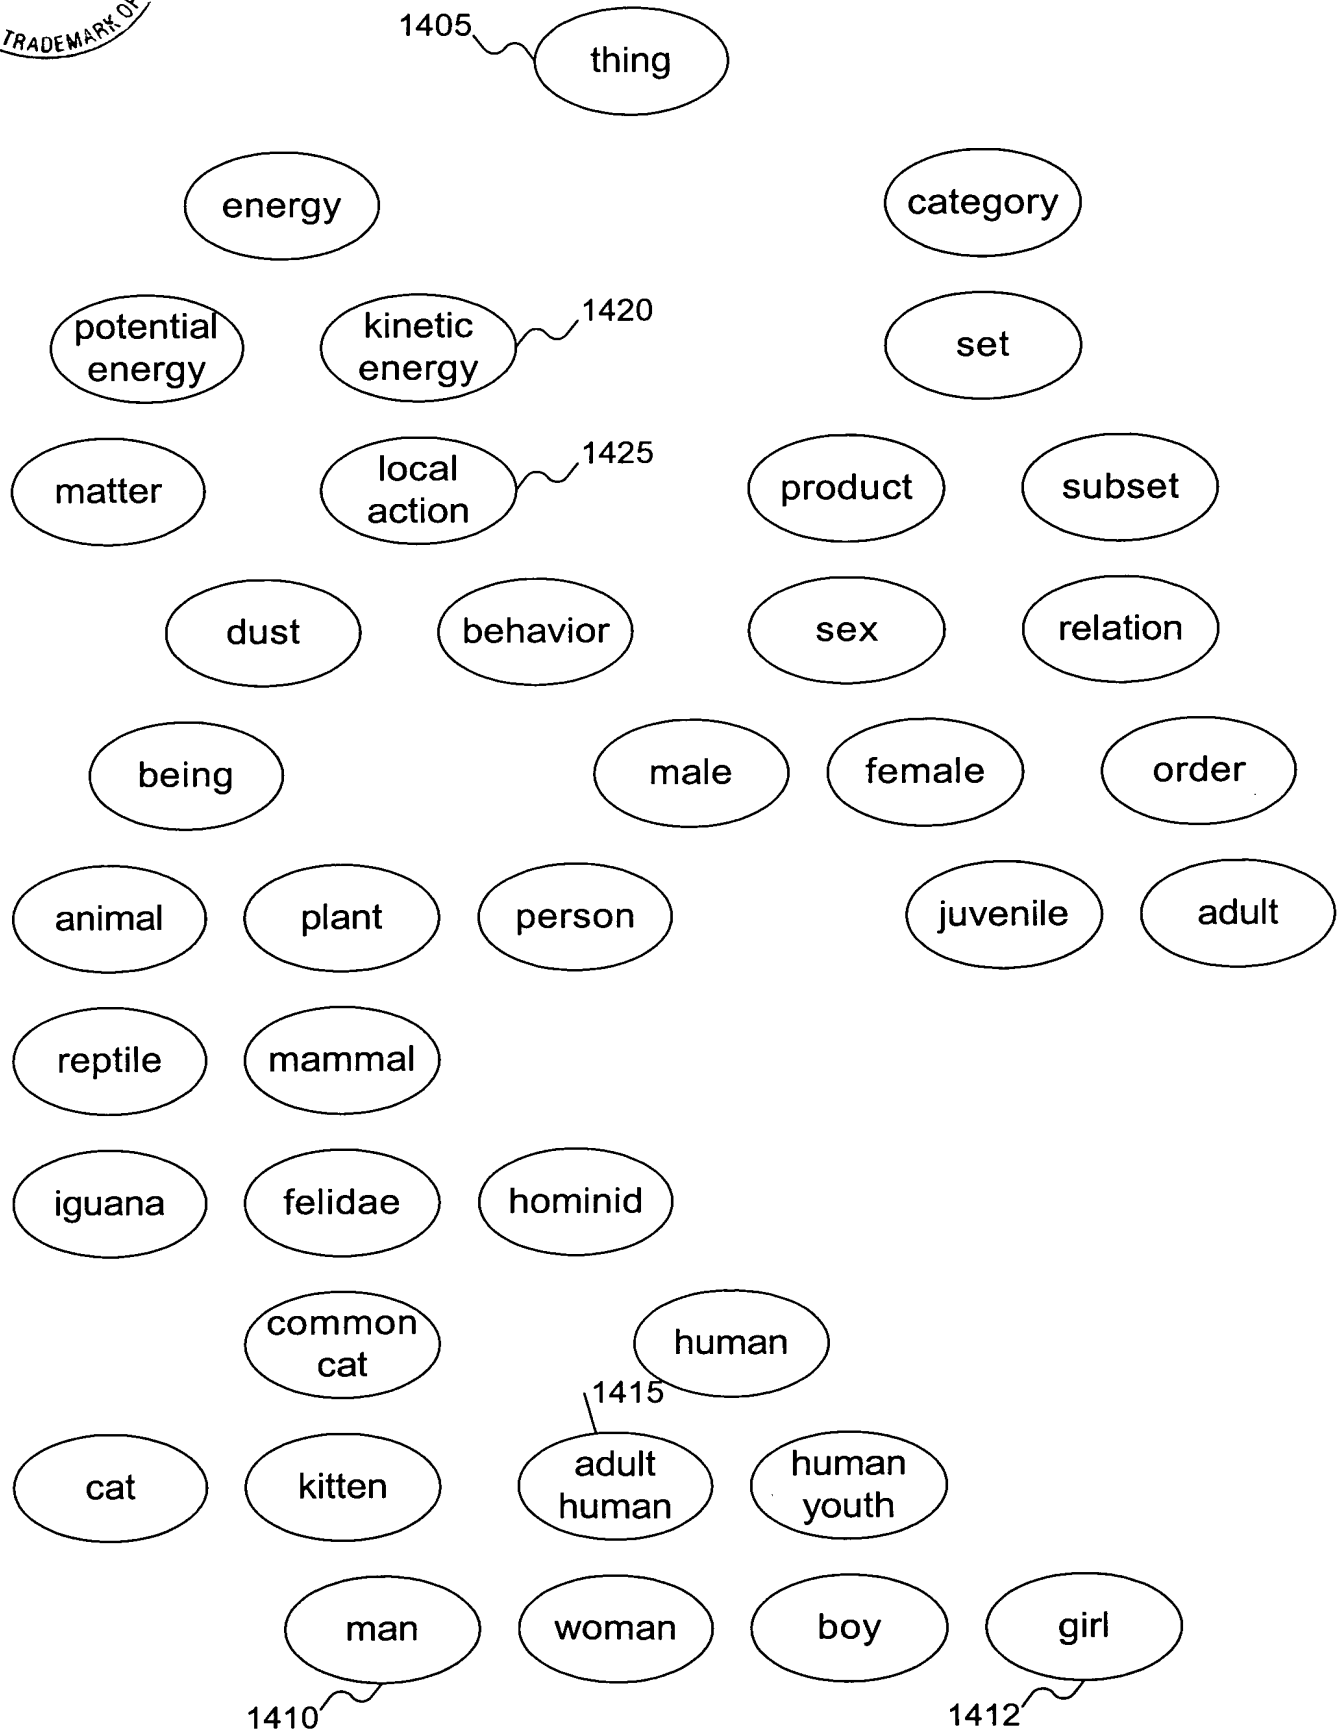 TRADEMARK OF
1405
thing
energy
category
potential
energy
kinetic
energy
1420
set
matter
local
action
1425
product
subset
dust
behavior
sex
relation
being
male
female
order
animal
plant
person
juvenile
adult
reptile
mammal
iguana
felidae
hominid
common
cat
human
1415
cat
kitten
adult
human
human
youth
man
woman
boy
girl
1410
1412